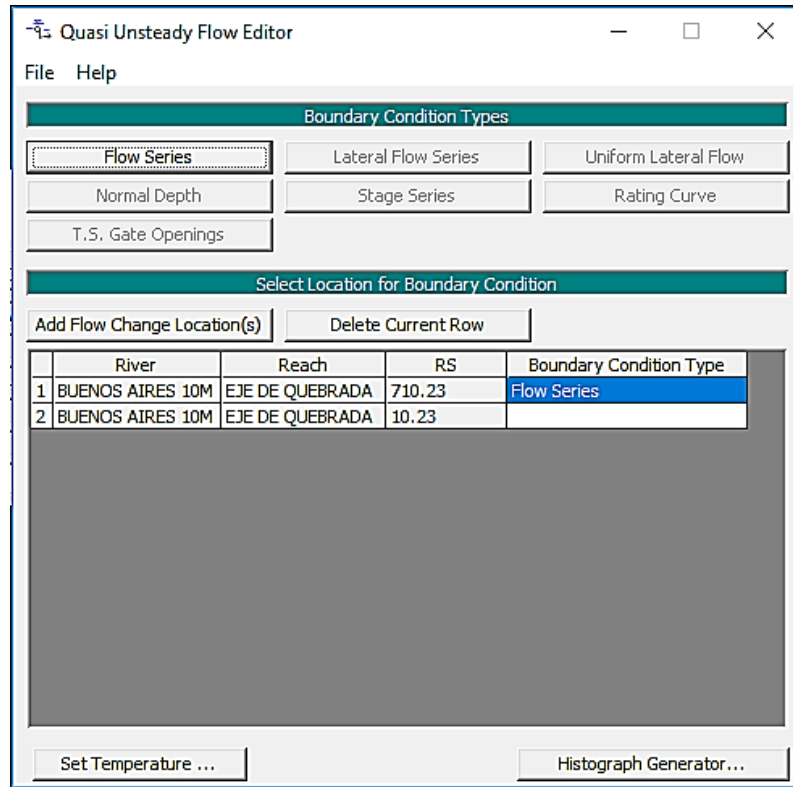 Quasi Unsteady Flow Editor
File Help
Boundary Condition Types
Flow Series Lateral Flow Series Uniform Lateral Flow
Normal Depth Stage Series Rating Curve
T.S. Gate Openings
Select Location for Boundary Condition
Add Flow Change Location(s) Delete Current Row
River Reach RS Boundary Condition Type
1 BUENOS AIRES 10M EJE DE QUEBRADA 710.23 Flow Series
2 BUENOS AIRES 10M EJE DE QUEBRADA 10.23
Set Temperature ... Histograph Generator...